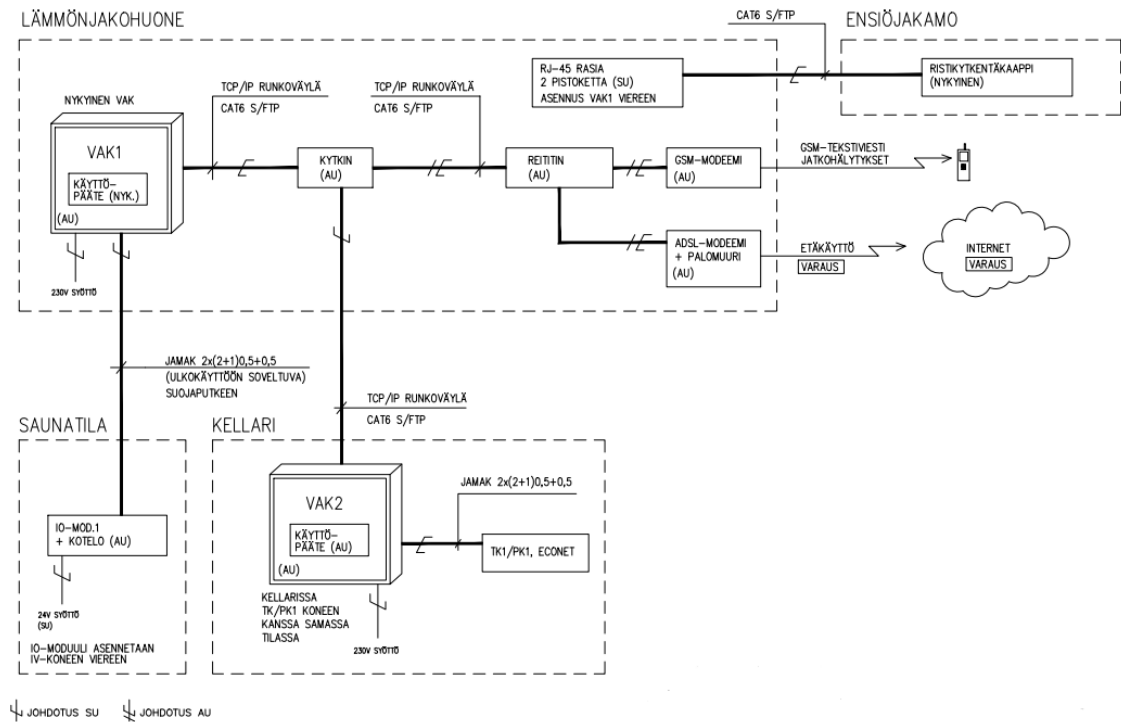 LÄMMÖNJAKOHUONE
CAT6 S/FTP
ENSIÖJAKAMO
RJ-45 RASIA
2 PISTOKETTA (SU)
ASENNUS VAK1 VIEREEN
RISTIKYTKENTÄKAAPPI
(NYKYINEN)
TCP/IP RUNKOVÄYLÄ
CAT6 S/FTP
TCP/IP RUNKOVÄYLÄ
CAT6 S/FTP
NYKYINEN VAK
VAK1
KÄYTTÖ-
PÄÄTE (NYK.)
(AU)
230V SYÖTTÖ
KYTKIN
(AU)
REITITIN
(AU)
GSM-MODEEMI
(AU)
GSM-TEKSTIVIESTI
JATKOHÄLYTYKSET
ADSL-MODEEMI
+ PALOMUURI
(AU)
ETÄKÄYTTÖ
VARAUS
INTERNET
VARAUS
JAMAK 2x(2+1)0,5+0,5
(ULKOKÄYTTÖÖN SOVELTUVA)
SUOJAPUTKEEN
TCP/IP RUNKOVÄYLÄ
CAT6 S/FTP
SAUNATILA
IO-MOD.1
+ KOTELO (AU)
24V SYÖTTÖ
(SU)
IO-MODUULI ASENNETAAN
IV-KONEEN VIEREEN
KELLARI
VAK2
KÄYTTÖ-
PÄÄTE (AU)
(AU)
JAMAK 2x(2+1)0,5+0,5
TK1/PK1, ECONET
KELLARISSA
TK/PK1 KONEEN
KANSSA SAMASSA
TILASSA
230V SYÖTTÖ
JOHDOTUS SU
JOHDOTUS AU